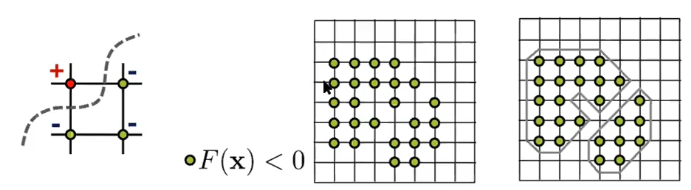 + -
- -
F(x) < 0